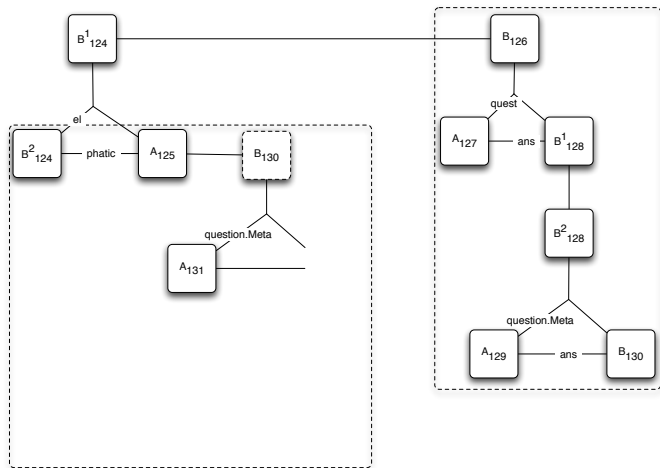 B¹₁₂₄
B₁₂₆
el
quest
B²₁₂₄
phatic
A₁₂₅
B₁₃₀
A₁₂₇
ans
B¹₁₂₈
B²₁₂₈
question.Meta
A₁₃₁
question.Meta
A₁₂₉
ans
B₁₃₀